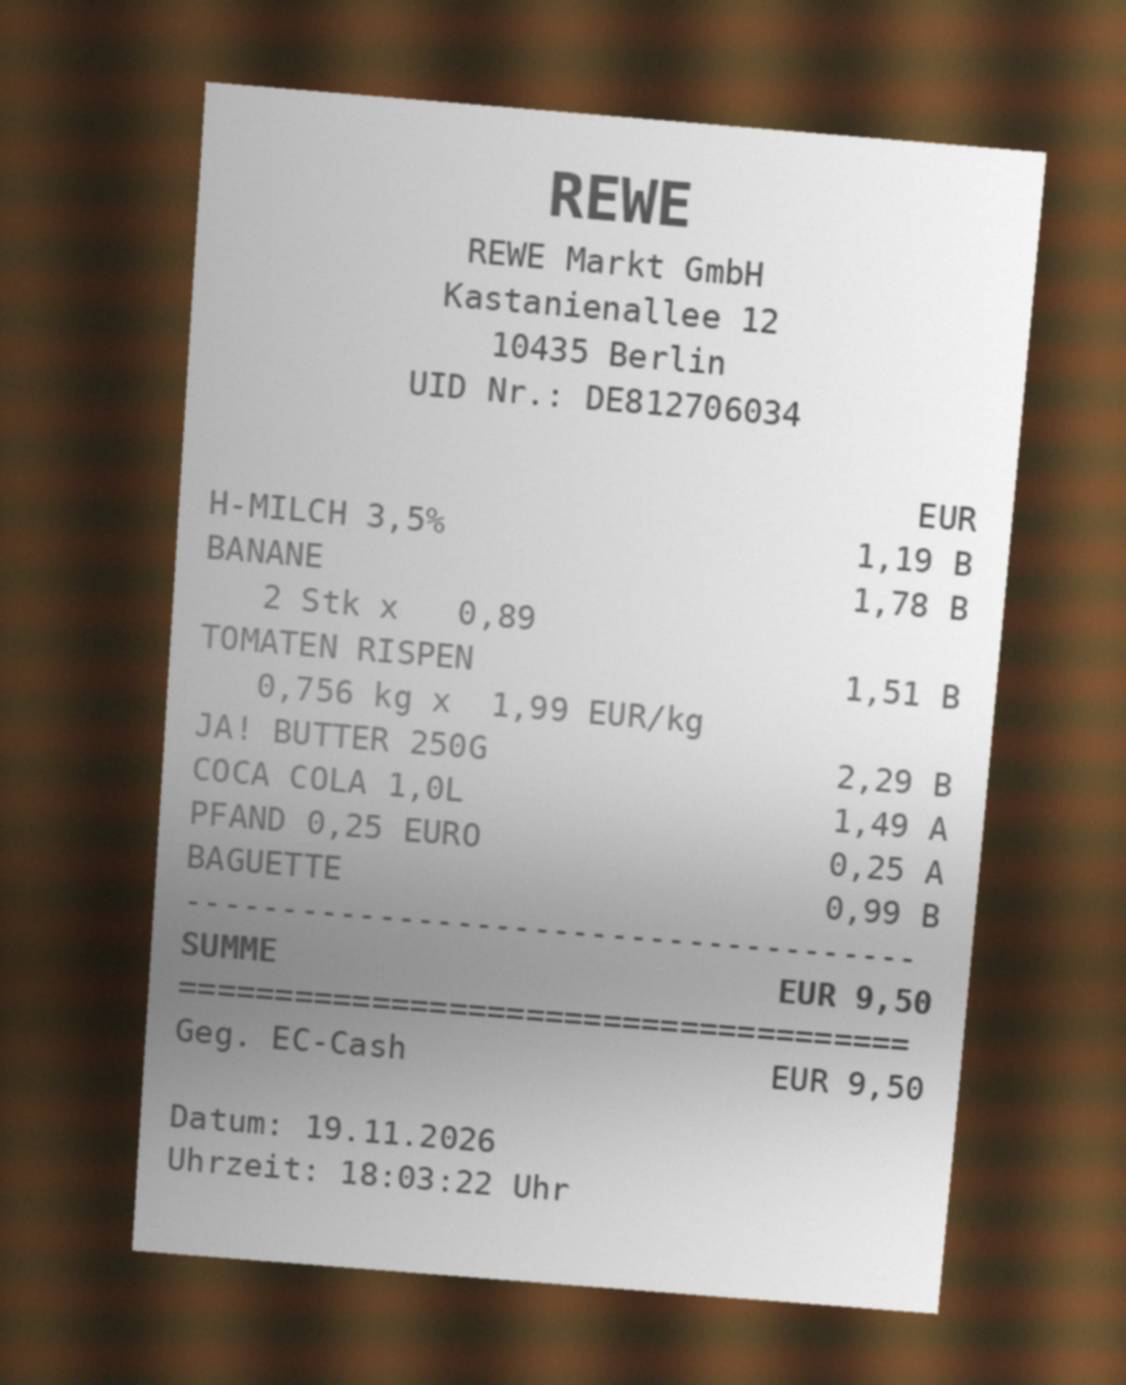 REWE
REWE Markt GmbH
Kastanienallee 12
10435 Berlin
UID Nr.: DE812706034
EUR
H-MILCH 3,5% 1,19 B
BANANE 1,78 B
2 Stk x 0,89
TOMATEN RISPEN 1,51 B
0,756 kg x 1,99 EUR/kg
JA! BUTTER 250G 2,29 B
COCA COLA 1,0L 1,49 A
PFAND 0,25 EURO 0,25 A
BAGUETTE 0,99 B
--------------------------------------
SUMME EUR 9,50
======================================
Geg. EC-Cash EUR 9,50
Datum: 19.11.2026
Uhrzeit: 18:03:22 Uhr